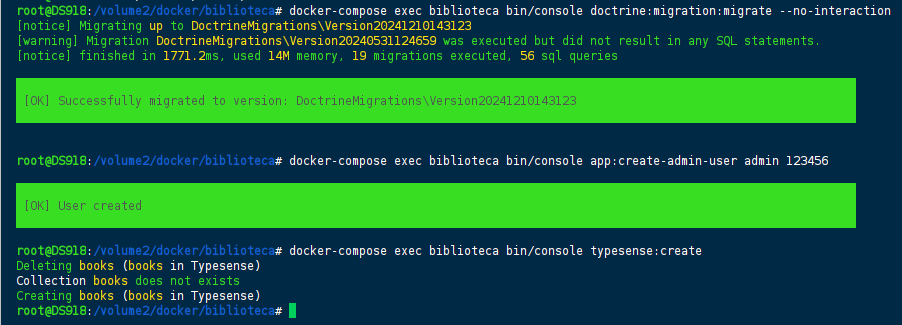 root@DS918:/volume2/docker/biblioteca# docker-compose exec biblioteca bin/console doctrine:migration:migrate --no-interaction
[notice] Migrating up to DoctrineMigrations\Version20241210143123
[warning] Migration DoctrineMigrations\Version20240531124659 was executed but did not result in any SQL statements.
[notice] finished in 1771.2ms, used 14M memory, 19 migrations executed, 56 sql queries
[OK] Successfully migrated to version: DoctrineMigrations\Version20241210143123
root@DS918:/volume2/docker/biblioteca# docker-compose exec biblioteca bin/console app:create-admin-user admin 123456
[OK] User created
root@DS918:/volume2/docker/biblioteca# docker-compose exec biblioteca bin/console typesense:create
Deleting books (books in Typesense)
Collection books does not exists
Creating books (books in Typesense)
root@DS918:/volume2/docker/biblioteca#